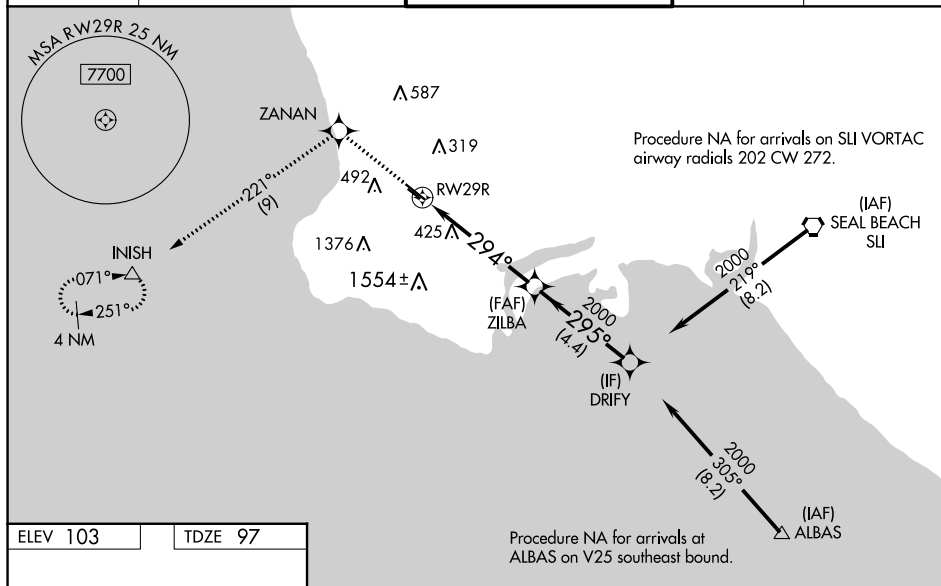 MSA RW29R 25 NM
7700
587
ZANAN
319
Procedure NA for arrivals on SLI VORTAC
airway radials 202 CW 272.
492
RW29R
221°
(9)
(IAF)
SEAL BEACH
SLI
1376
425
294°
INISH
2000
219°
(8.2)
071°
1554±
251°
4 NM
(FAF)
ZILBA
2000
295°
(4.4)
(IF)
DRIFY
2000
305°
(8.2)
(IAF)
ALBAS
ELEV 103
TDZE 97
Procedure NA for arrivals at
ALBAS on V25 southeast bound.